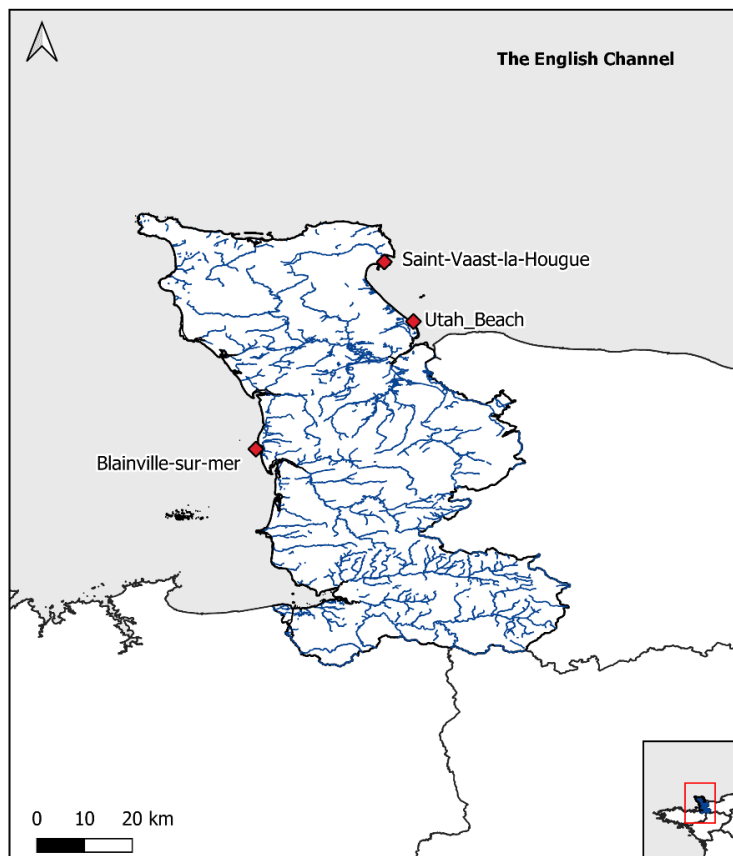 The English Channel
Saint-Vaast-la-Hougue
Utah_Beach
Blainville-sur-mer
0 10 20 km